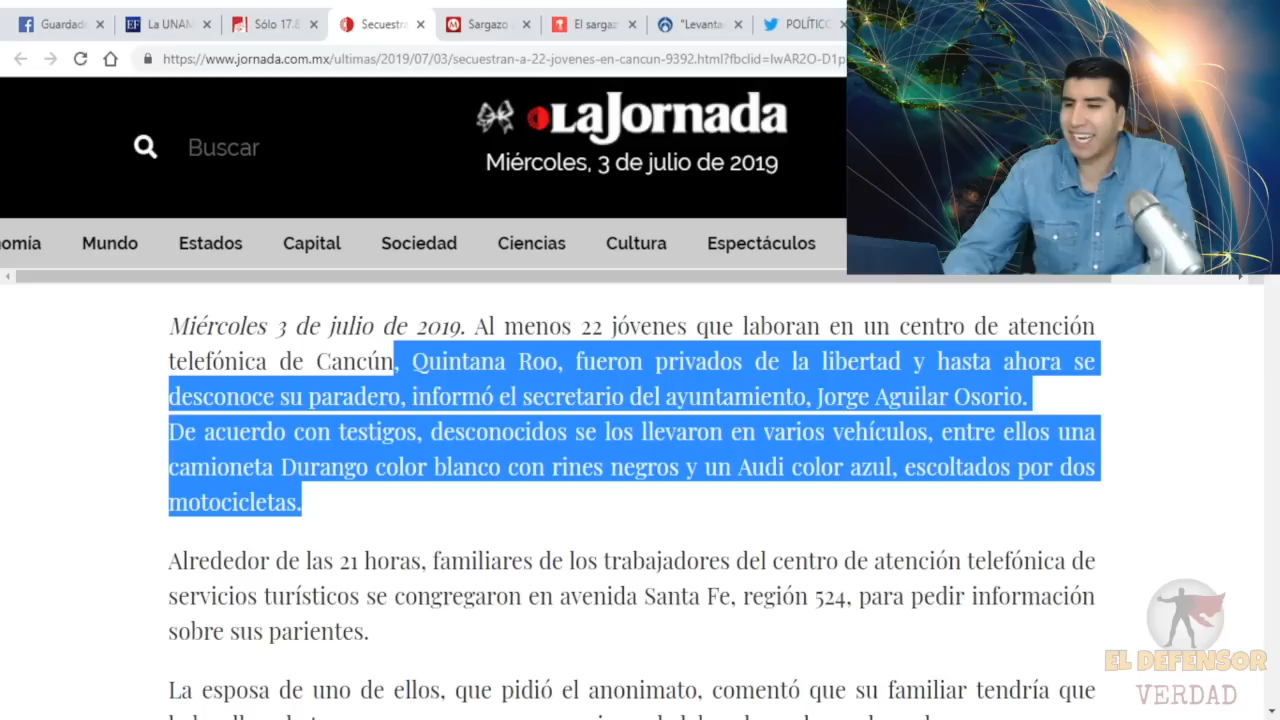 Guardad
La UNAM
Sólo 17.8
Secuestra
Sargazo
El sargaz
"Levanta
POLÍTIC
https://www.jornada.com.mx/ultimas/2019/07/03/secuestran-a-22-jovenes-en-cancun-9392.html?fbclid=IwAR2O-D1p
Buscar
LaJornada
Miércoles, 3 de julio de 2019
nomía
Mundo
Estados
Capital
Sociedad
Ciencias
Cultura
Espectáculos
Miércoles 3 de julio de 2019. Al menos 22 jóvenes que laboran en un centro de atención
telefónica de Cancún, Quintana Roo, fueron privados de la libertad y hasta ahora se
desconoce su paradero, informó el secretario del ayuntamiento, Jorge Aguilar Osorio.
De acuerdo con testigos, desconocidos se los llevaron en varios vehículos, entre ellos una
camioneta Durango color blanco con rines negros y un Audi color azul, escoltados por dos
motocicletas.
Alrededor de las 21 horas, familiares de los trabajadores del centro de atención telefónica de
servicios turísticos se congregaron en avenida Santa Fe, región 524, para pedir información
sobre sus parientes.
La esposa de uno de ellos, que pidió el anonimato, comentó que su familiar tendría que
EL DEFENSOR
VERDAD